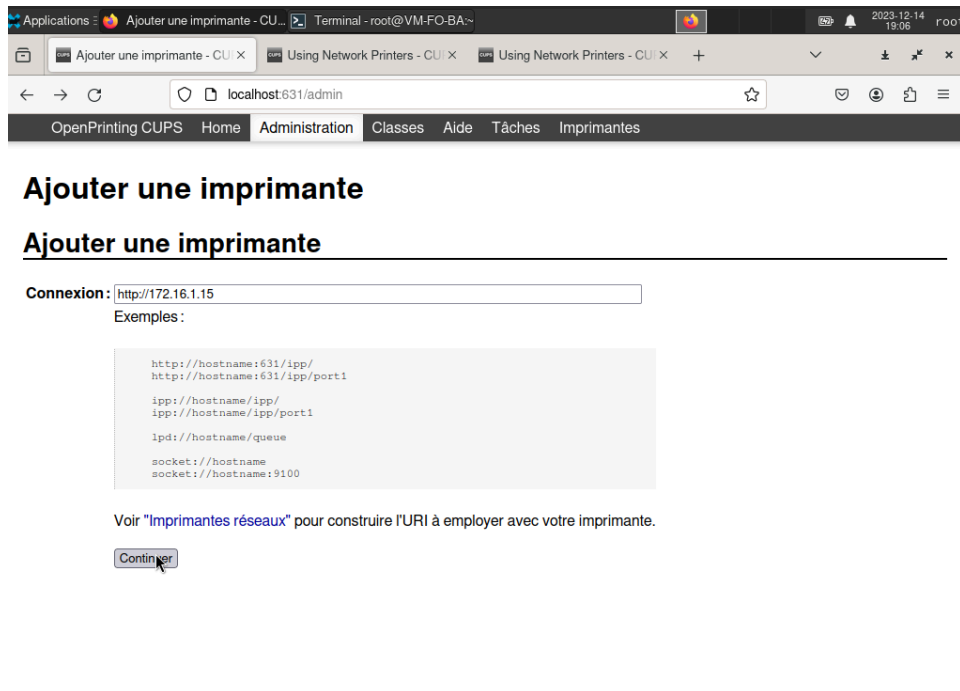 Applications
Ajouter une imprimante - CU...
Terminal - root@VM-FO-BA:~
2023-12-14
19:06
root
Ajouter une imprimante - CU
Using Network Printers - CU
Using Network Printers - CU
localhost:631/admin
OpenPrinting CUPS Home Administration Classes Aide Tâches Imprimantes
Ajouter une imprimante
Ajouter une imprimante
Connexion : http://172.16.1.15
Exemples :
http://hostname:631/ipp/
http://hostname:631/ipp/port1
ipp://hostname/ipp/
ipp://hostname/ipp/port1
lpd://hostname/queue
socket://hostname
socket://hostname:9100
Voir "Imprimantes réseaux" pour construire l'URI à employer avec votre imprimante.
Continuer